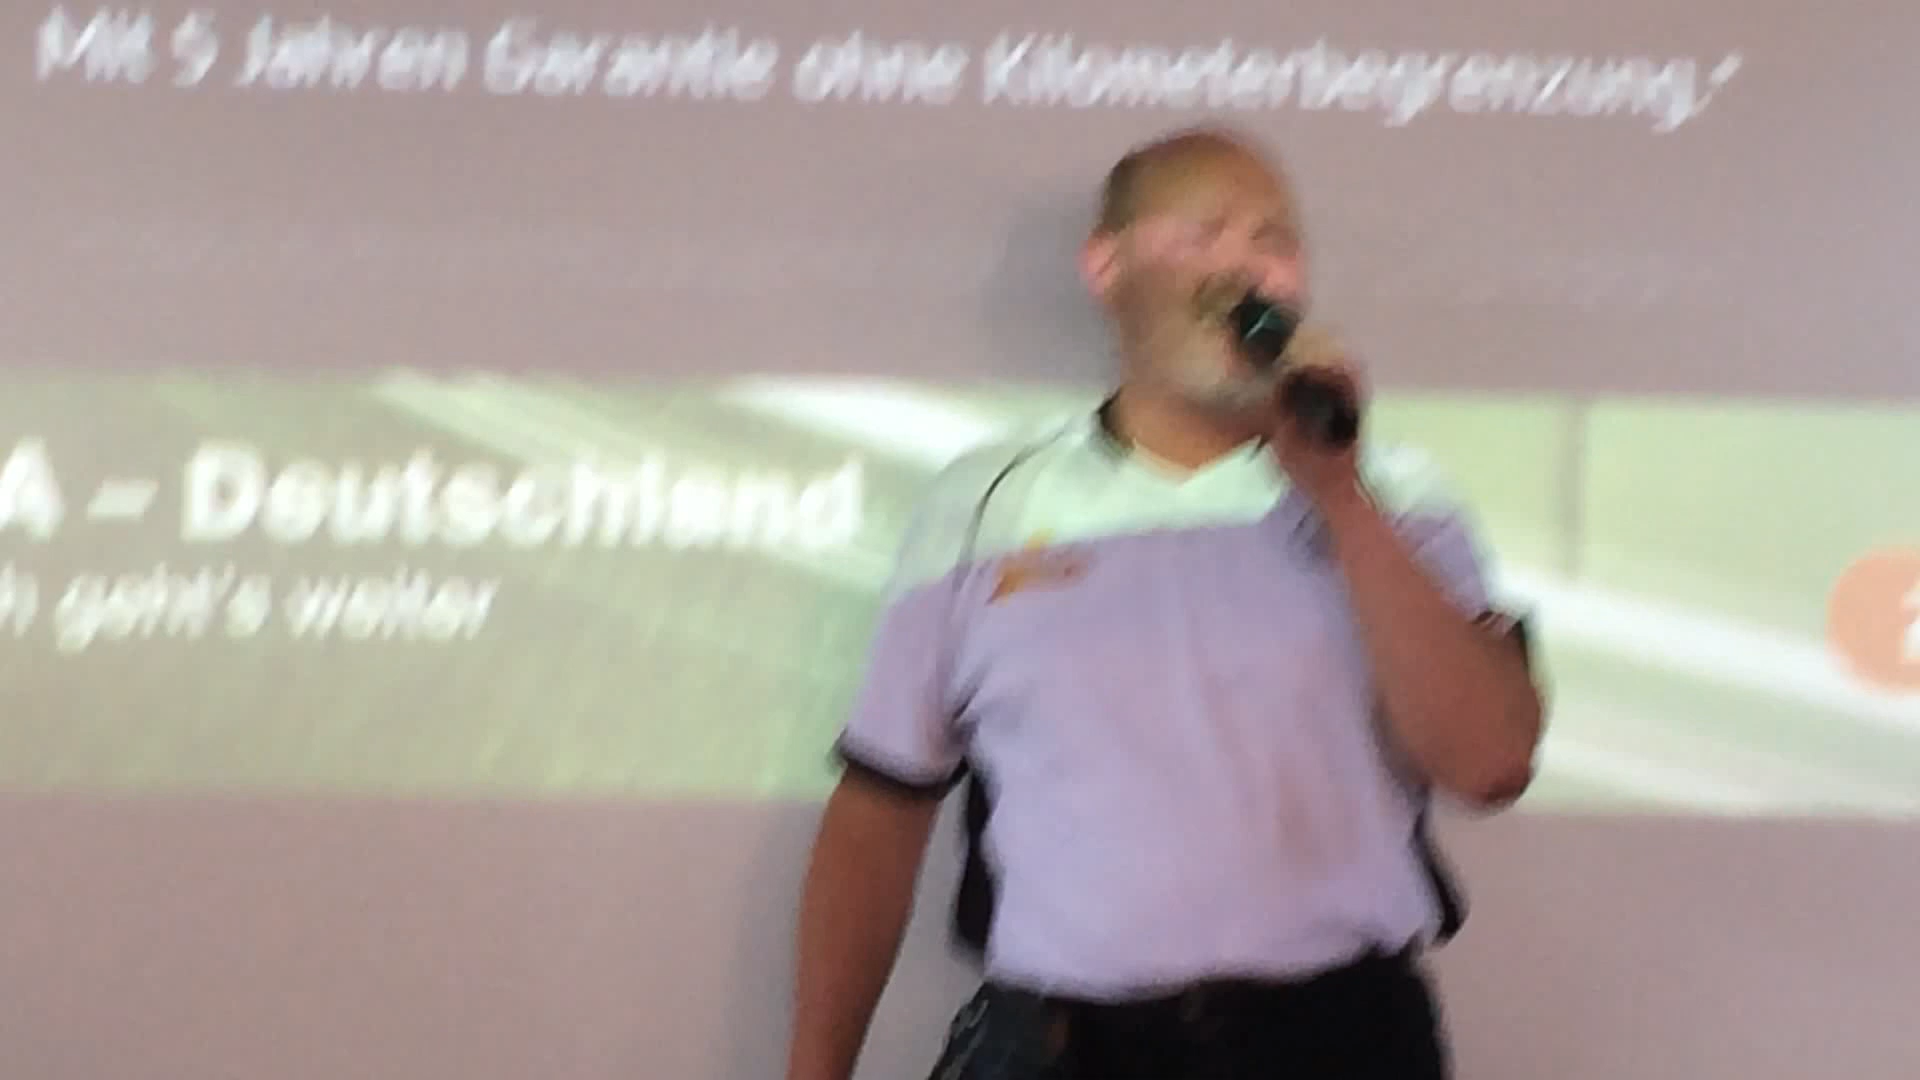 Mit 5 Jahren Garantie ohne Kilometerbegrenzung
A – Deutschland
geht's weiter